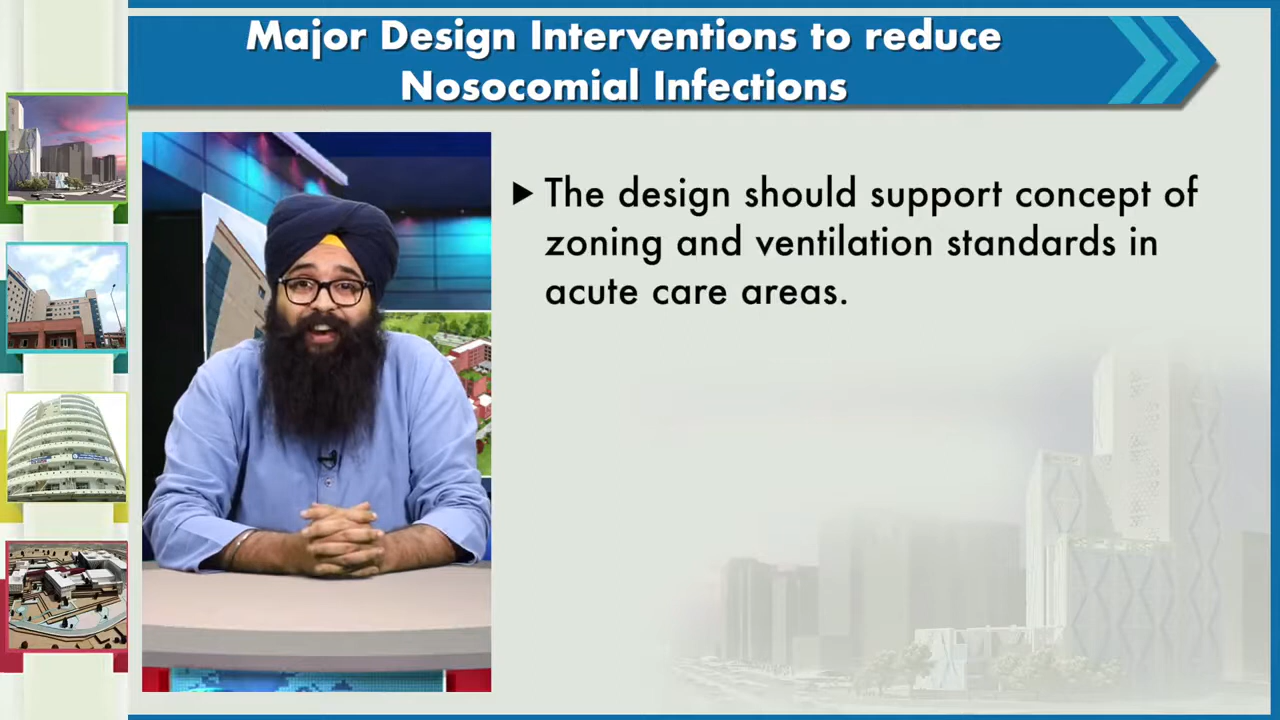 Major Design Interventions to reduce
Nosocomial Infections
The design should support concept of
zoning and ventilation standards in
acute care areas.